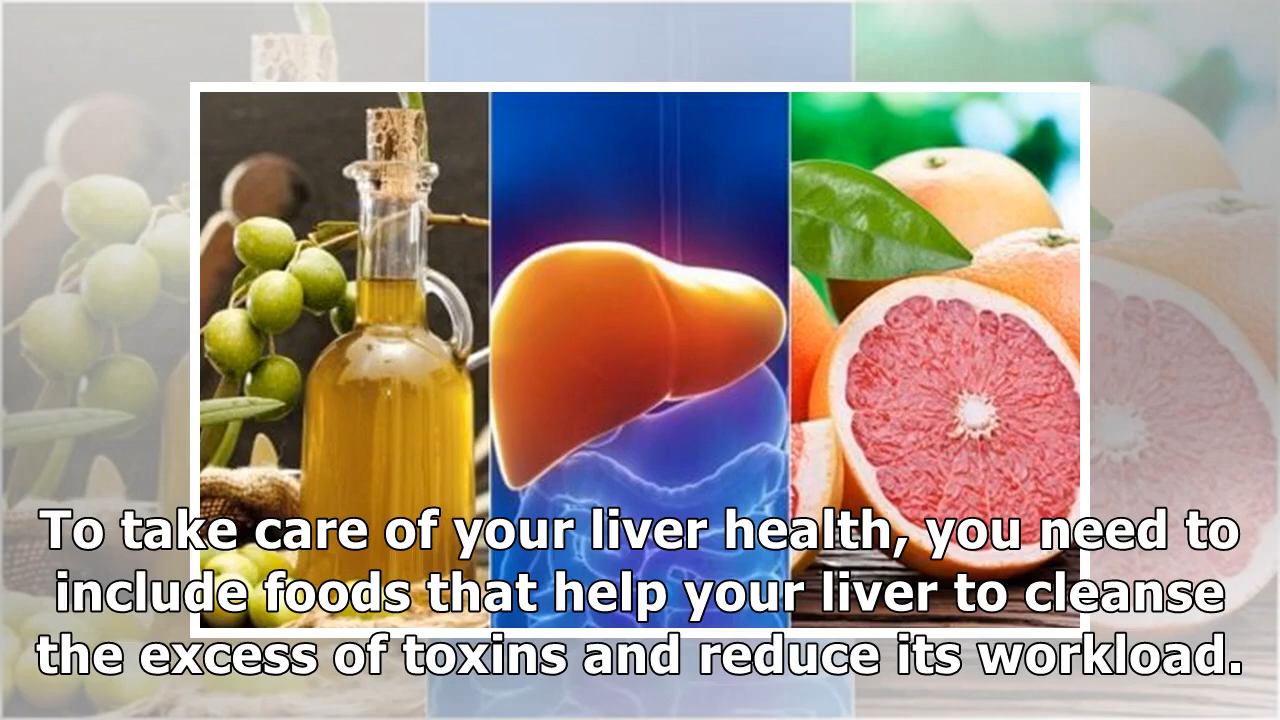 To take care of your liver health, you need to
include foods that help your liver to cleanse
the excess of toxins and reduce its workload.